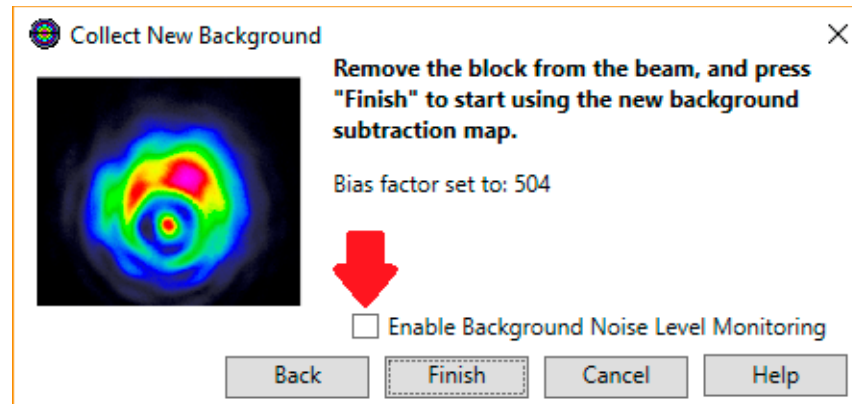 Collect New Background
Remove the block from the beam, and press
"Finish" to start using the new background
subtraction map.
Bias factor set to: 504
Enable Background Noise Level Monitoring
Back
Finish
Cancel
Help